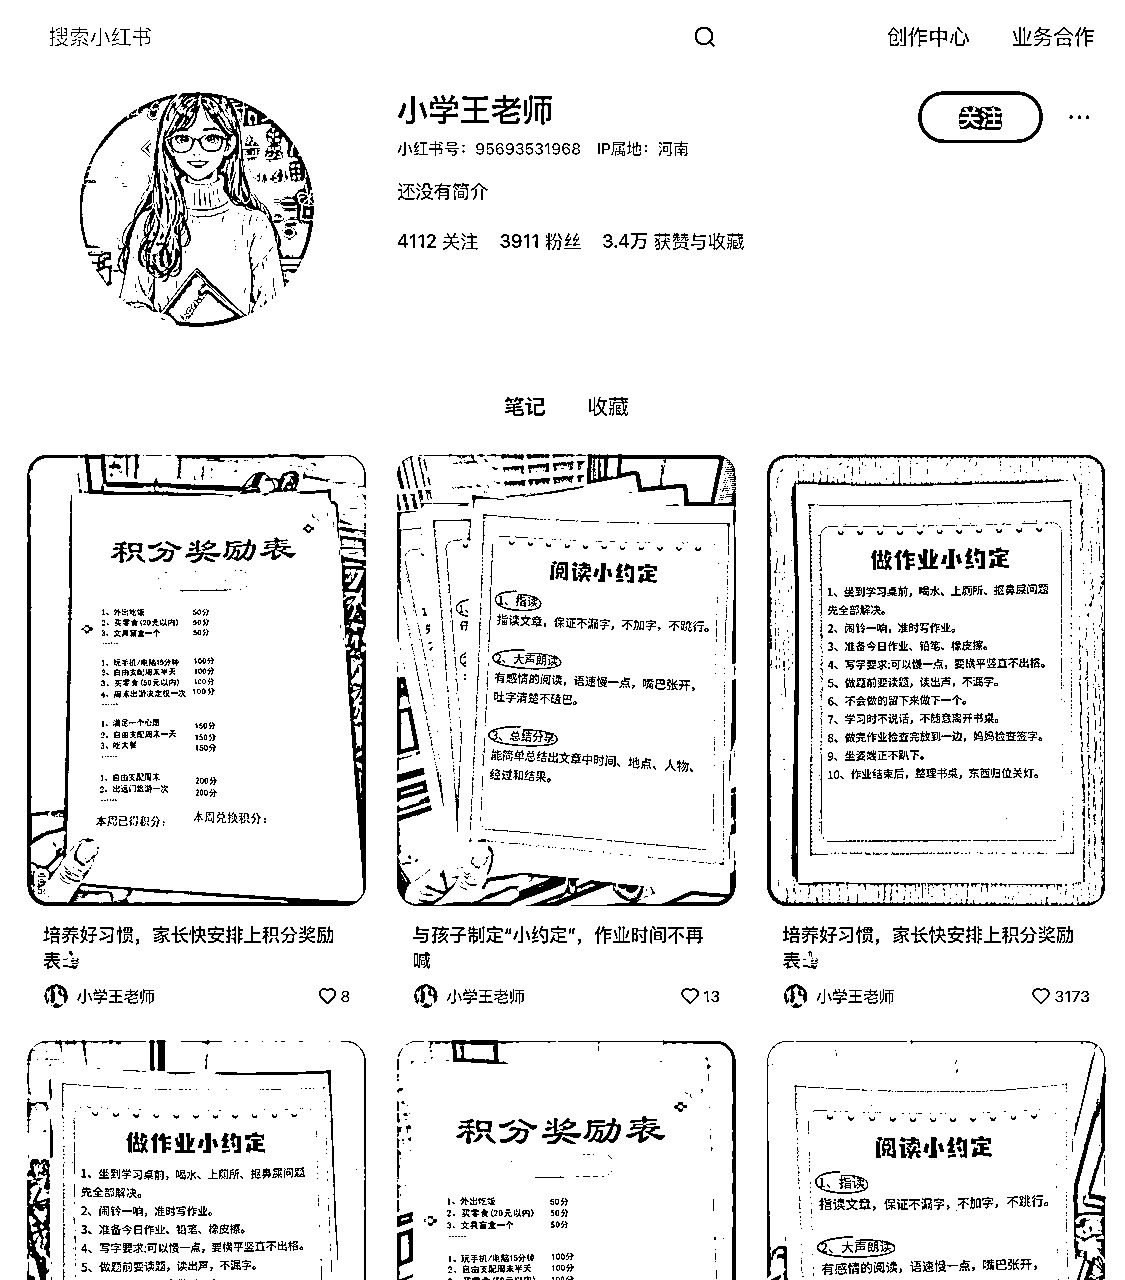 搜索小红书
创作中心 业务合作
小学王老师
关注
小红书号：95693531968 IP属地：河南
还没有简介
4112 关注 3911 粉丝 3.4万 获赞与收藏
笔记 收藏
积分奖励表
1、外出吃饭 50分
2、买零食(20元以内) 50分
3、文具盲盒一个 50分
······
1、玩手机/电脑15分钟 100分
2、自由支配周末半天 100分
3、买零食(50元以内) 100分
4、周末出游决定权一次 100分
······
1、满足一个心愿 150分
2、自由支配周末一天 150分
3、吃大餐 150分
······
1、自由支配周末 200分
2、出远门旅游一次 200分
······
本周已得积分： 本周兑换积分：
阅读小约定
1、指读
指读文章，保证不漏字，不加字，不跳行。
2、大声朗读
有感情的阅读，语速慢一点，嘴巴张开，
吐字清楚不磕巴。
3、总结分享
能简单总结出文章中时间、地点、人物、
经过和结果。
做作业小约定
1、坐到学习桌前，喝水、上厕所、抠鼻屎问题
先全部解决。
2、闹铃一响，准时写作业。
3、准备今日作业、铅笔、橡皮擦。
4、写字要求:可以慢一点，要横平竖直不出格。
5、做题前要读题，读出声，不漏字。
6、不会做的留下来做下一个。
7、学习时不说话，不随意离开书桌。
8、做完作业检查完放到一边，妈妈检查签字。
9、坐姿端正不趴下。
10、作业结束后，整理书桌，东西归位关灯。
培养好习惯，家长快安排上积分奖励
表👍
小学王老师 8
与孩子制定“小约定”，作业时间不再
喊
小学王老师 13
培养好习惯，家长快安排上积分奖励
表👍
小学王老师 3173
做作业小约定
1、坐到学习桌前，喝水、上厕所、抠鼻屎问题
先全部解决。
2、闹铃一响，准时写作业。
3、准备今日作业、铅笔、橡皮擦。
4、写字要求:可以慢一点，要横平竖直不出格。
5、做题前要读题，读出声，不漏字。
积分奖励表
1、外出吃饭 50分
2、买零食(20元以内) 50分
3、文具盲盒一个 50分
······
1、玩手机/电脑15分钟 100分
2、自由支配周末半天 100分
阅读小约定
1、指读
指读文章，保证不漏字，不加字，不跳行。
2、大声朗读
有感情的阅读，语速慢一点，嘴巴张开，